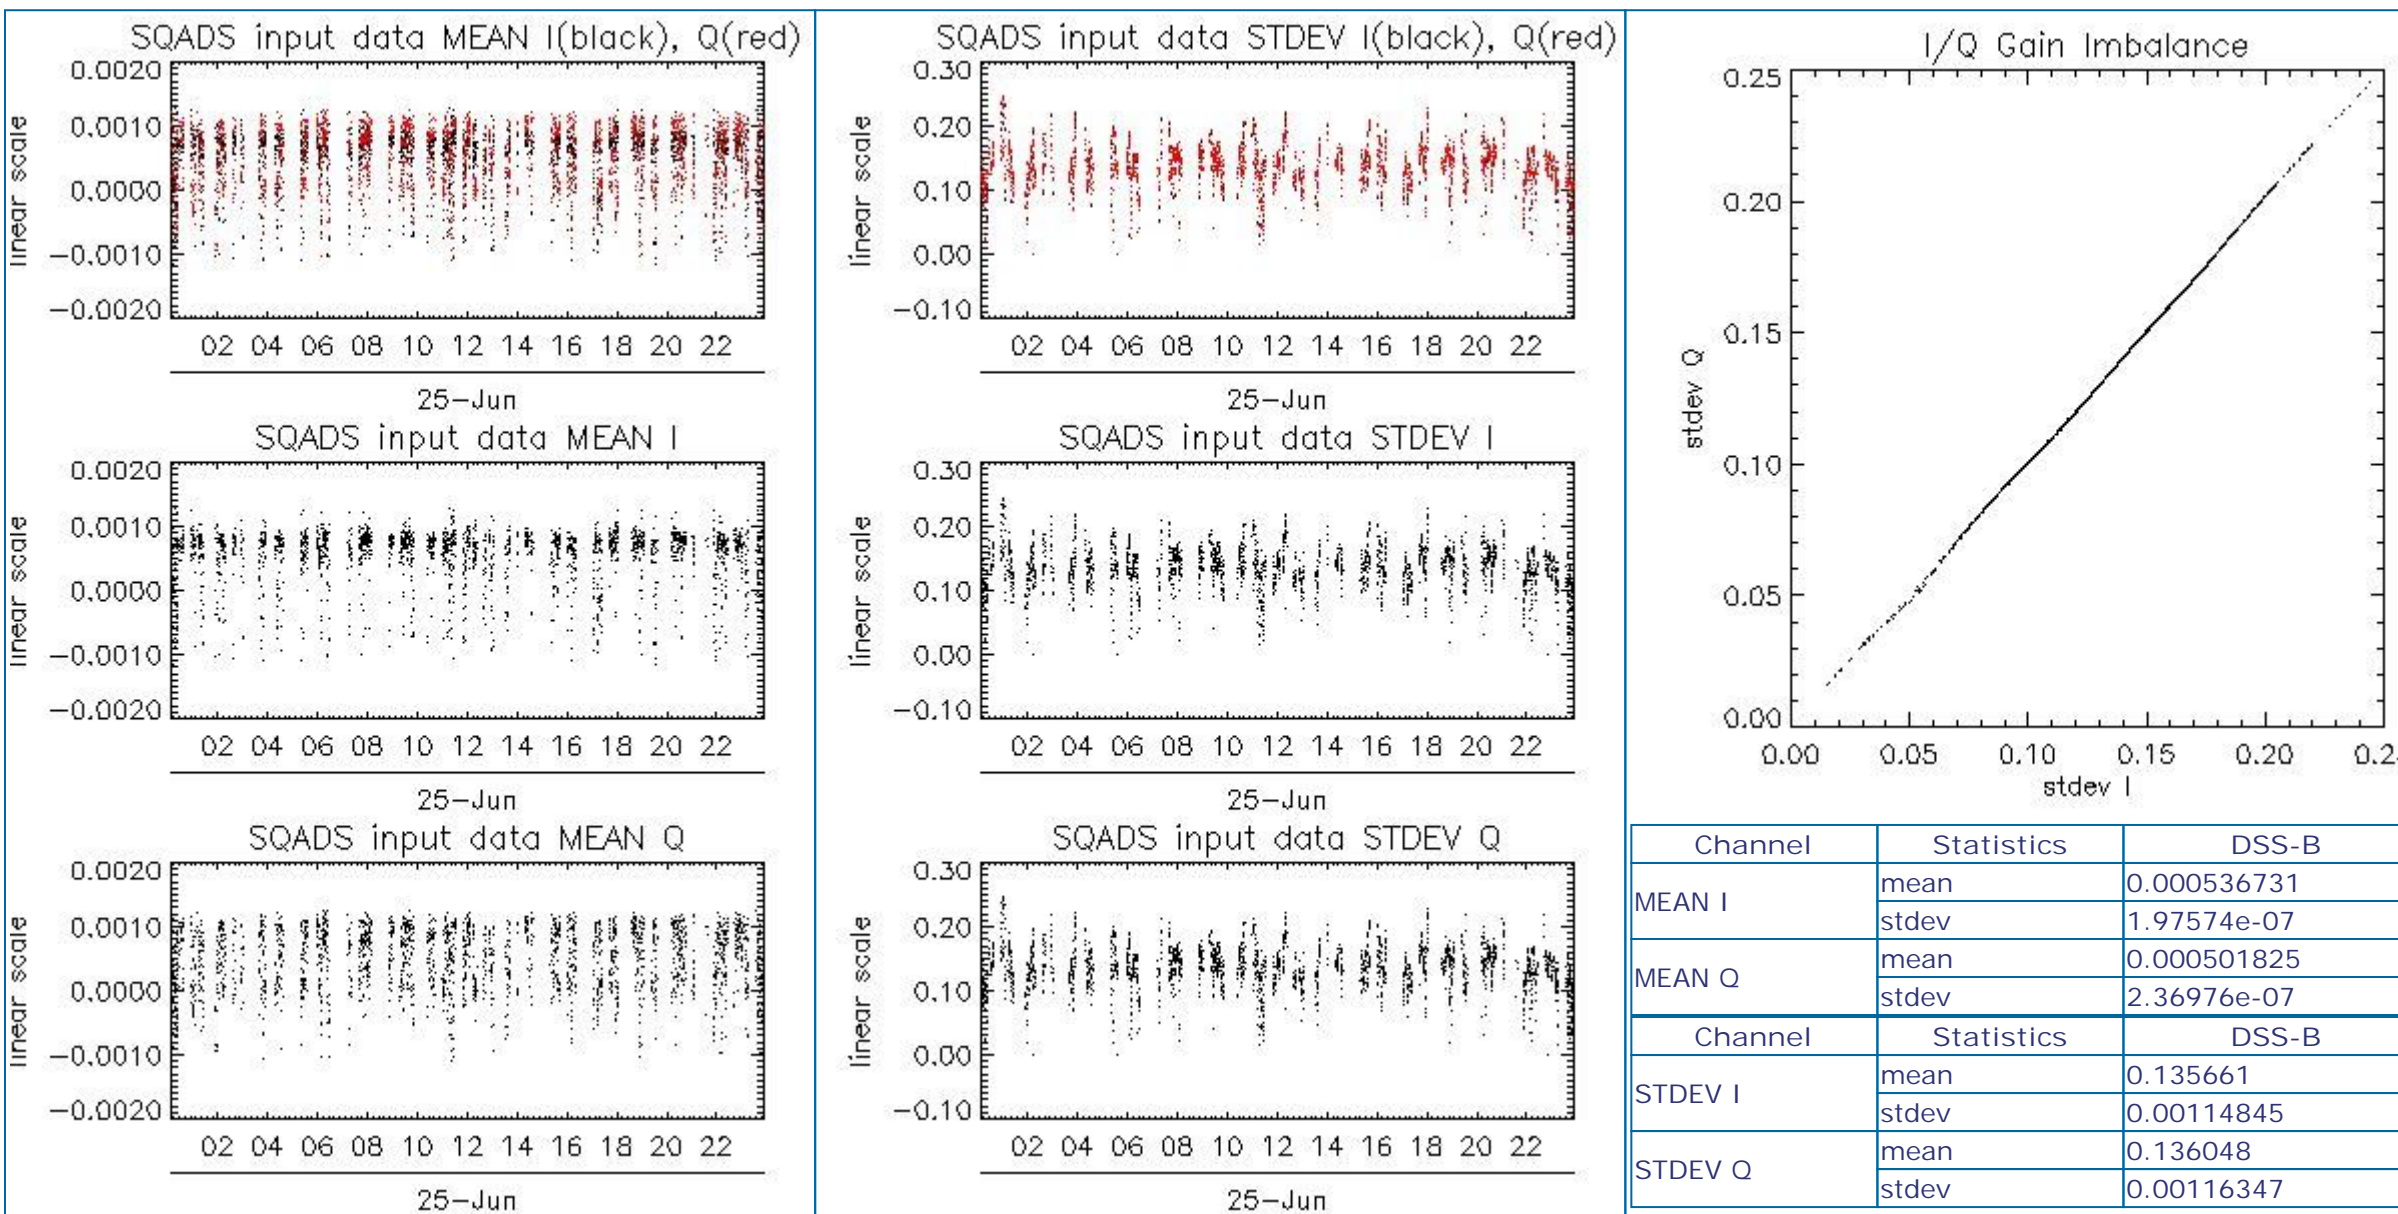 SQADS input data MEAN I(black), Q(red)
0.0020
0.0010
0.0000
−0.0010
−0.0020
linear scale
02 04 06 08 10 12 14 16 18 20 22
25−Jun
SQADS input data MEAN I
0.0020
0.0010
0.0000
−0.0010
−0.0020
linear scale
02 04 06 08 10 12 14 16 18 20 22
25−Jun
SQADS input data MEAN Q
0.0020
0.0010
0.0000
−0.0010
−0.0020
linear scale
02 04 06 08 10 12 14 16 18 20 22
25−Jun
SQADS input data STDEV I(black), Q(red)
0.30
0.20
0.10
0.00
−0.10
linear scale
02 04 06 08 10 12 14 16 18 20 22
25−Jun
SQADS input data STDEV I
0.30
0.20
0.10
0.00
−0.10
linear scale
02 04 06 08 10 12 14 16 18 20 22
25−Jun
SQADS input data STDEV Q
0.30
0.20
0.10
0.00
−0.10
linear scale
02 04 06 08 10 12 14 16 18 20 22
25−Jun
I/Q Gain Imbalance
0.25
0.20
0.15
0.10
0.05
0.00
stdev Q
0.00 0.05 0.10 0.15 0.20
stdev I
Channel Statistics DSS-B
MEAN I mean 0.000536731
stdev 1.97574e-07
MEAN Q mean 0.000501825
stdev 2.36976e-07
Channel Statistics DSS-B
STDEV I mean 0.135661
stdev 0.00114845
STDEV Q mean 0.136048
stdev 0.00116347